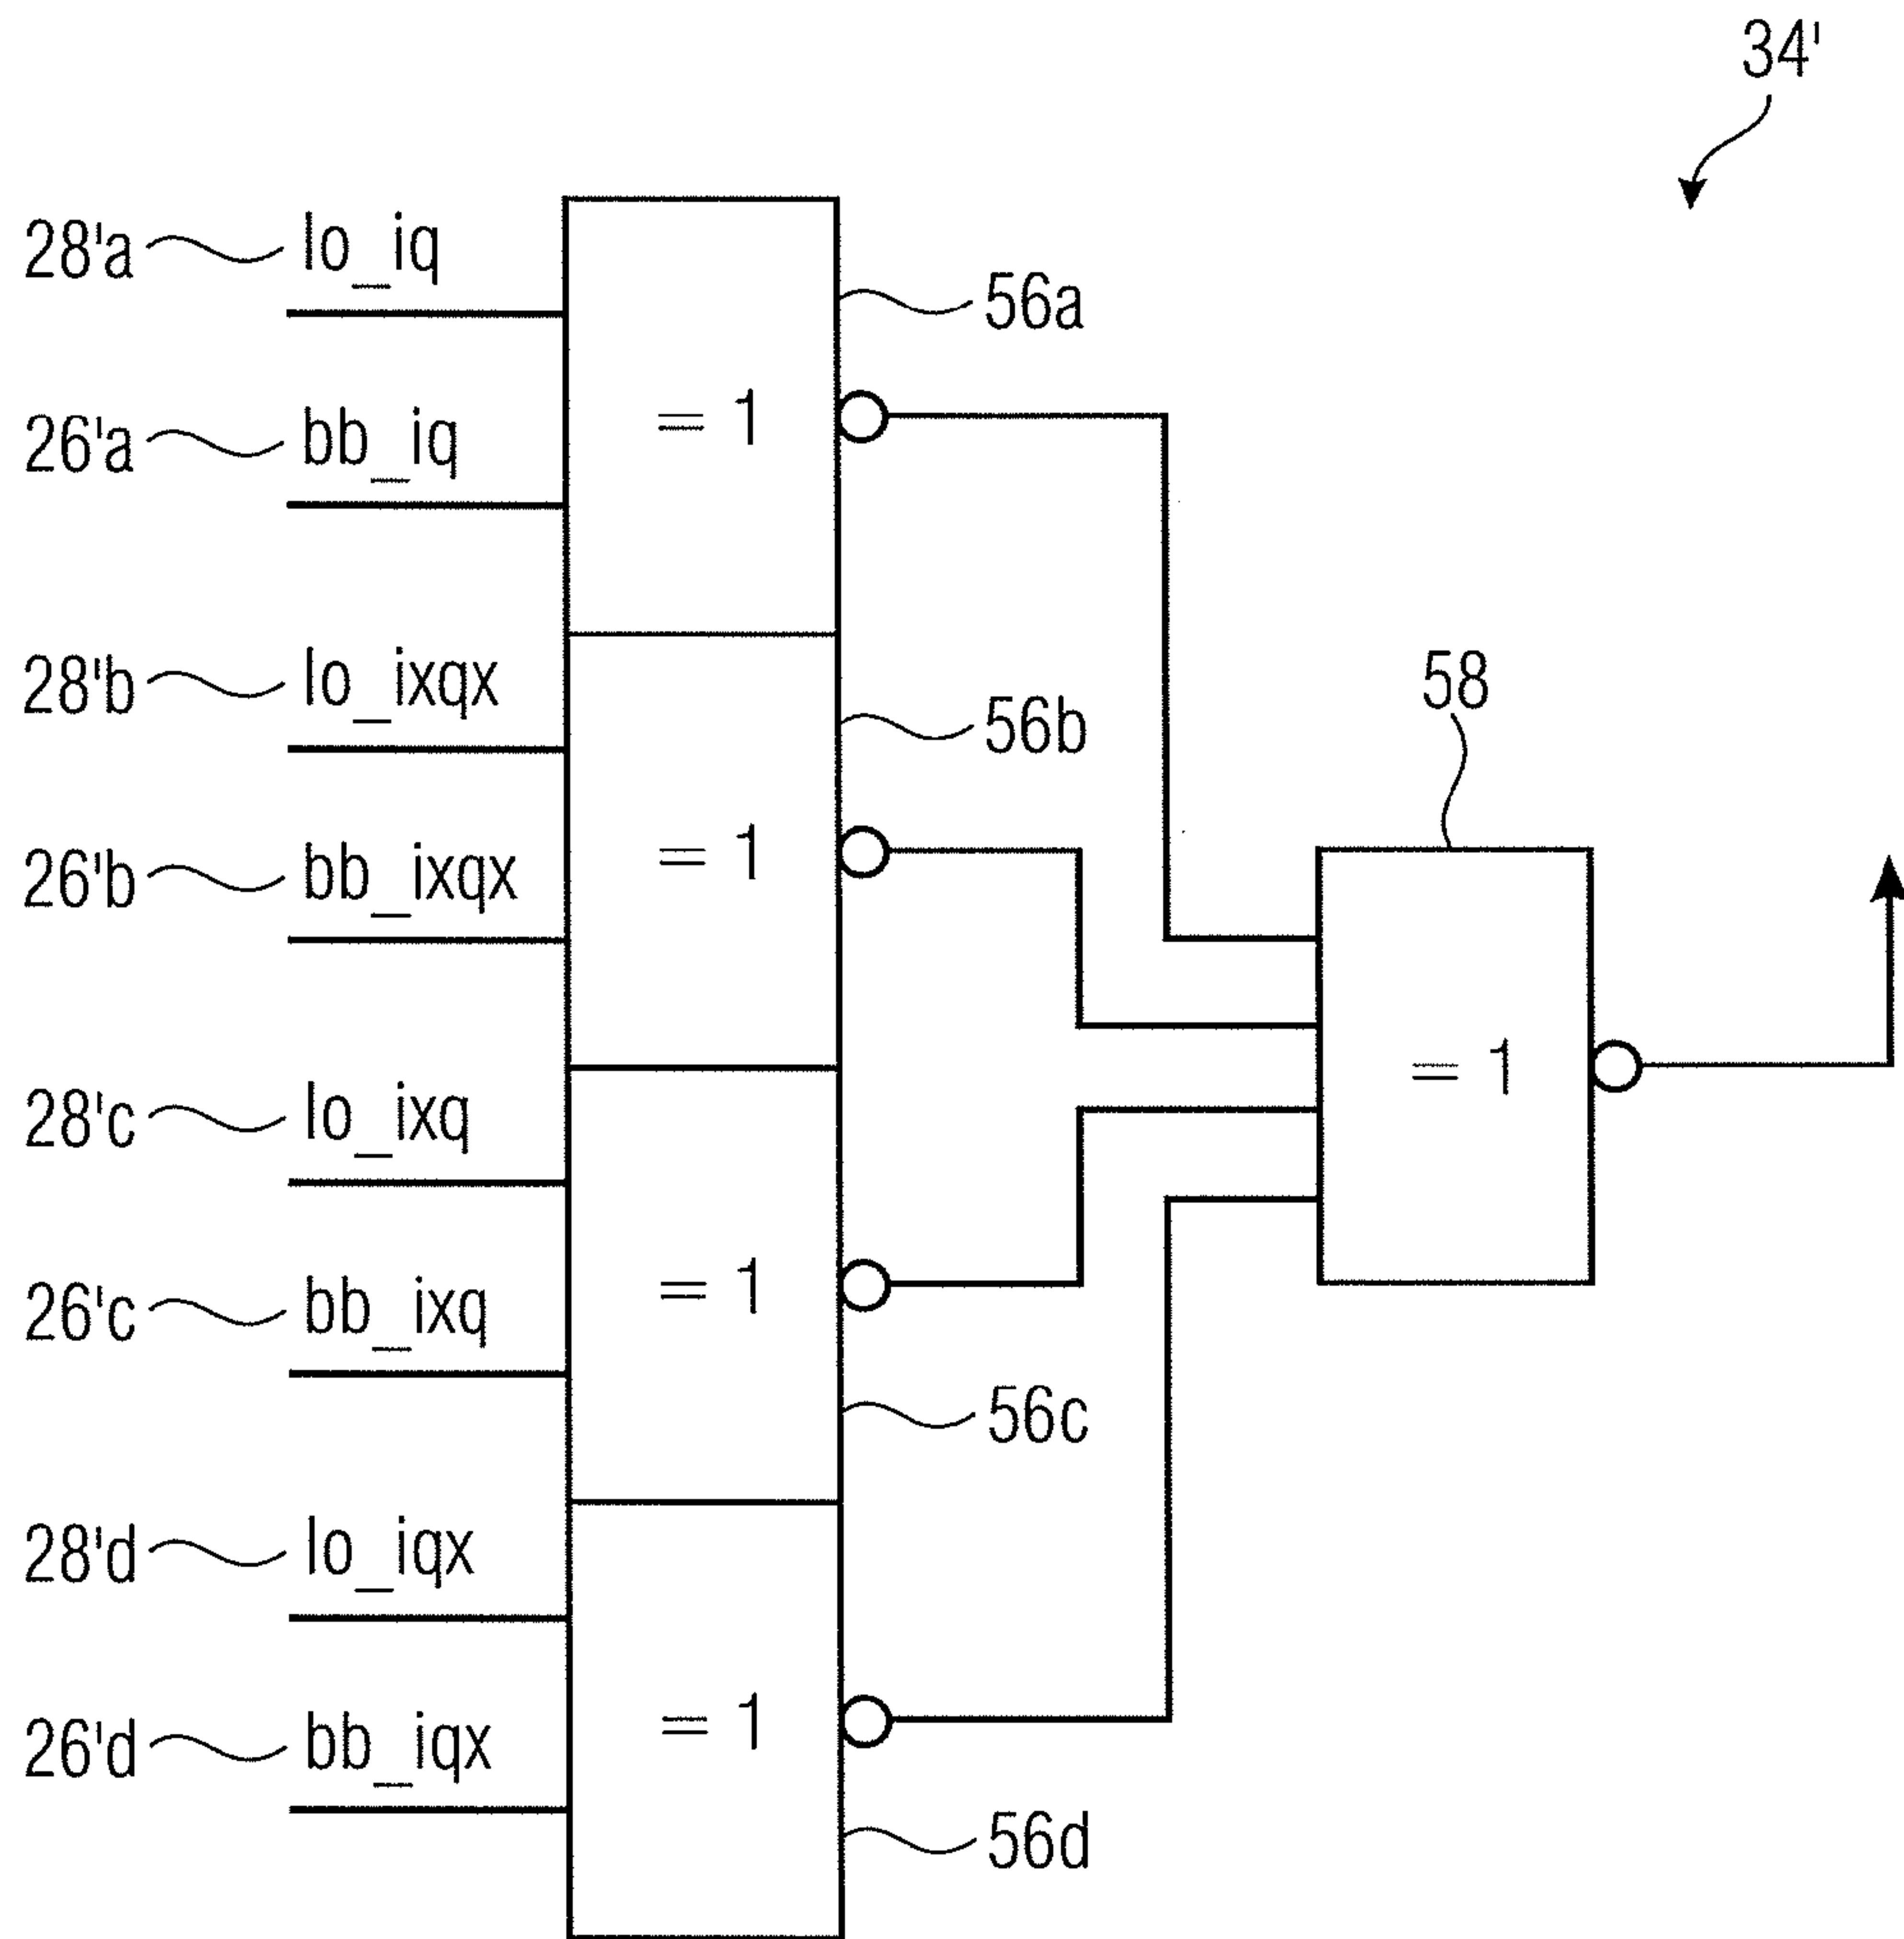 34'
28'a lo_iq
56a
26'a bb_iq
= 1
28'b lo_ixqx
56b
58
26'b bb_ixqx
= 1
= 1
28'c lo_ixq
26'c bb_ixq
= 1
56c
28'd lo_iqx
26'd bb_iqx
= 1
56d